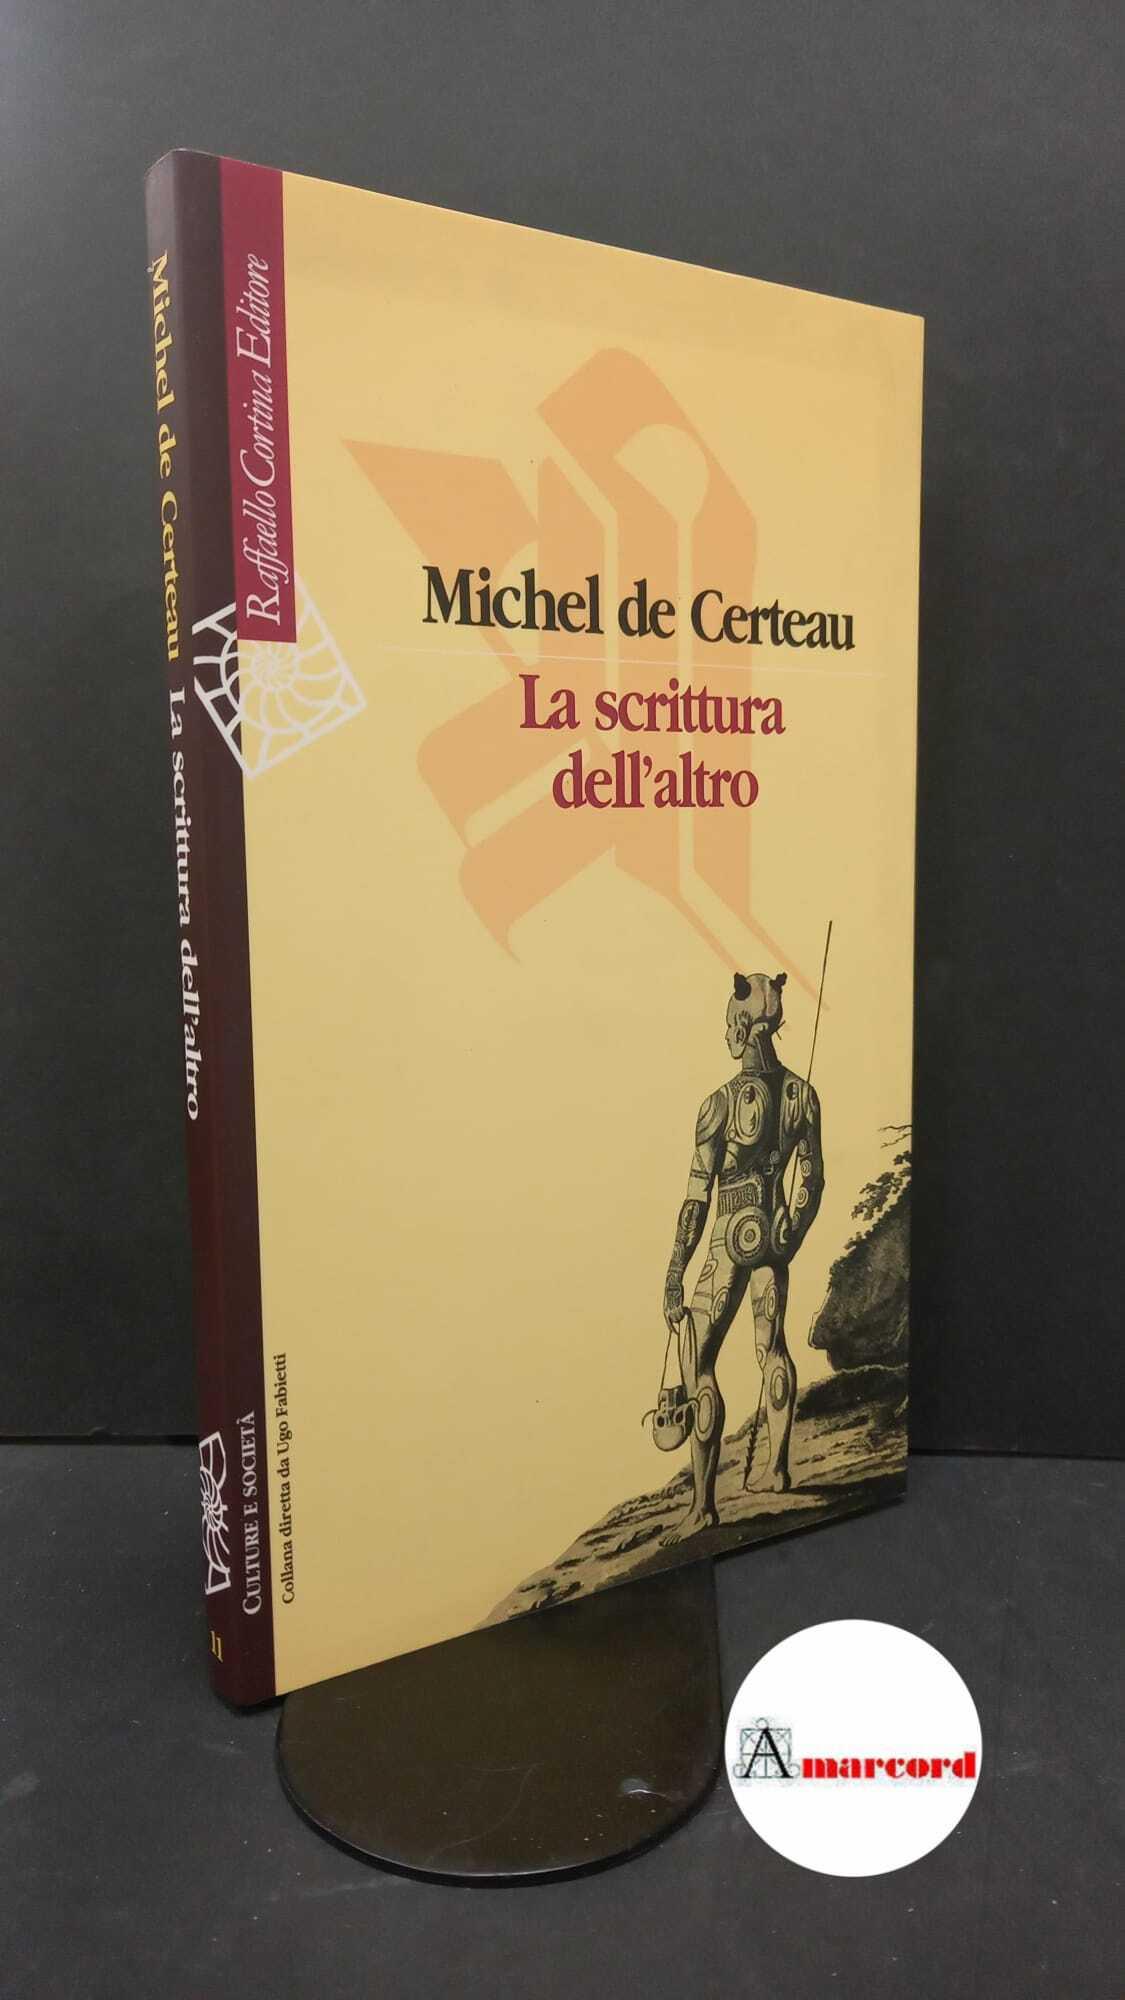 Michel de Certeau La scrittura dell'altro
11
Raffaello Cortina Editore
CULTURE E SOCIETÀ
Collana diretta da Ugo Fabietti
Michel de Certeau
La scrittura
dell'altro
Amarcord